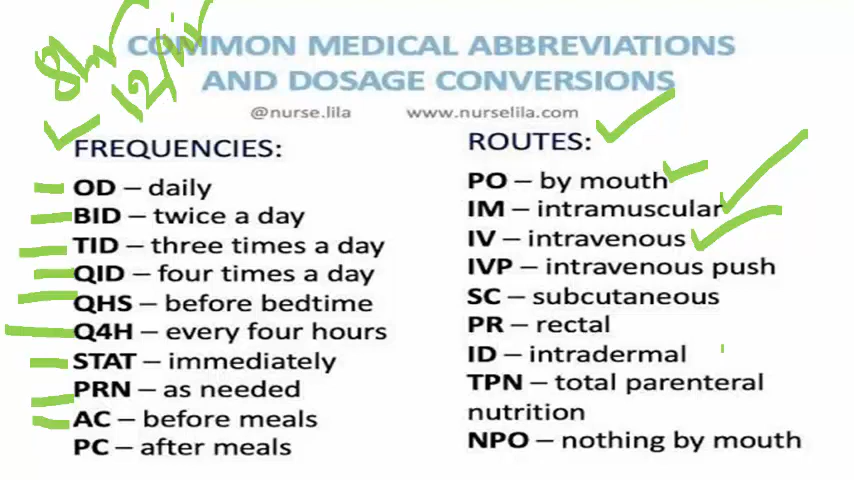 COMMON MEDICAL ABBREVIATIONS
AND DOSAGE CONVERSIONS
@nurse.lila www.nurselila.com
FREQUENCIES:
OD – daily
BID – twice a day
TID – three times a day
QID – four times a day
QHS – before bedtime
Q4H – every four hours
STAT – immediately
PRN – as needed
AC – before meals
PC – after meals
ROUTES:
PO – by mouth
IM – intramuscular
IV – intravenous
IVP – intravenous push
SC – subcutaneous
PR – rectal
ID – intradermal
TPN – total parenteral
nutrition
NPO – nothing by mouth